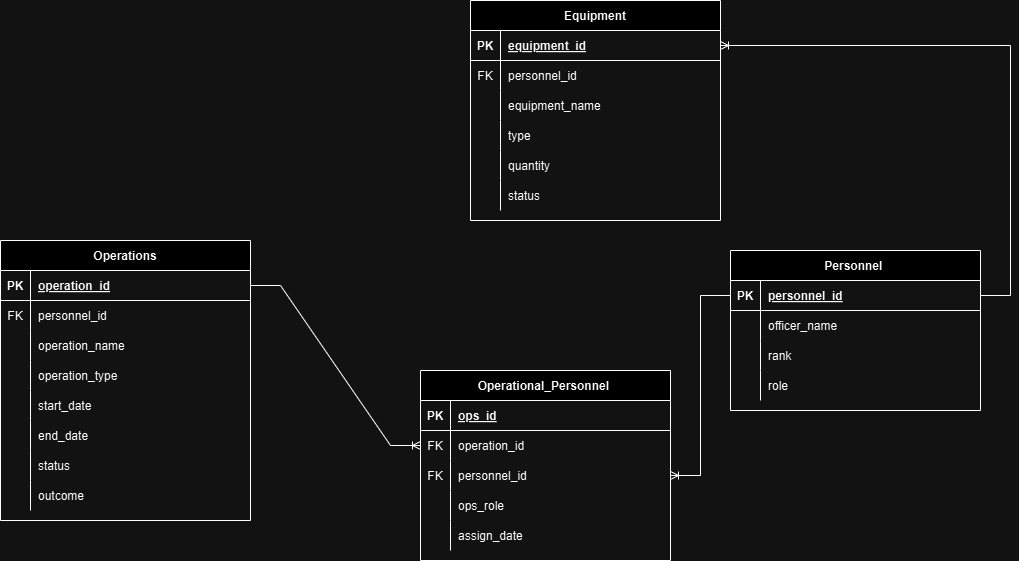 Equipment
PK equipment_id
FK personnel_id
equipment_name
type
quantity
status
Operations
PK operation_id
FK personnel_id
operation_name
operation_type
start_date
end_date
status
outcome
Personnel
PK personnel_id
officer_name
rank
role
Operational_Personnel
PK ops_id
FK operation_id
FK personnel_id
ops_role
assign_date